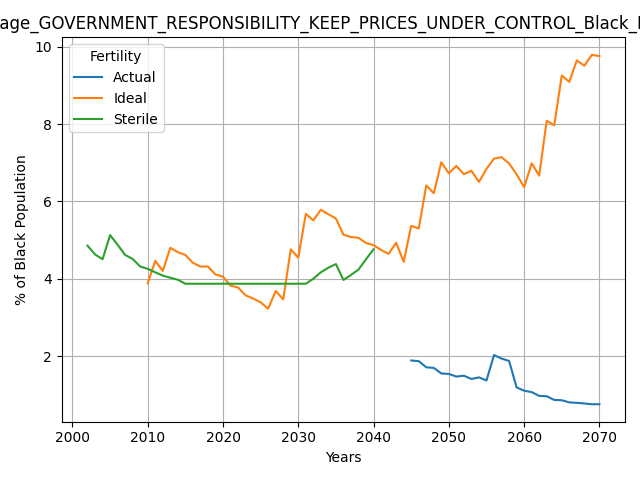 age_GOVERNMENT_RESPONSIBILITY_KEEP_PRICES_UNDER_CONTROL_Black_
Fertility
Actual
Ideal
Sterile
10
8
6
4
2
% of Black Population
2000 2010 2020 2030 2040 2050 2060 2070
Years